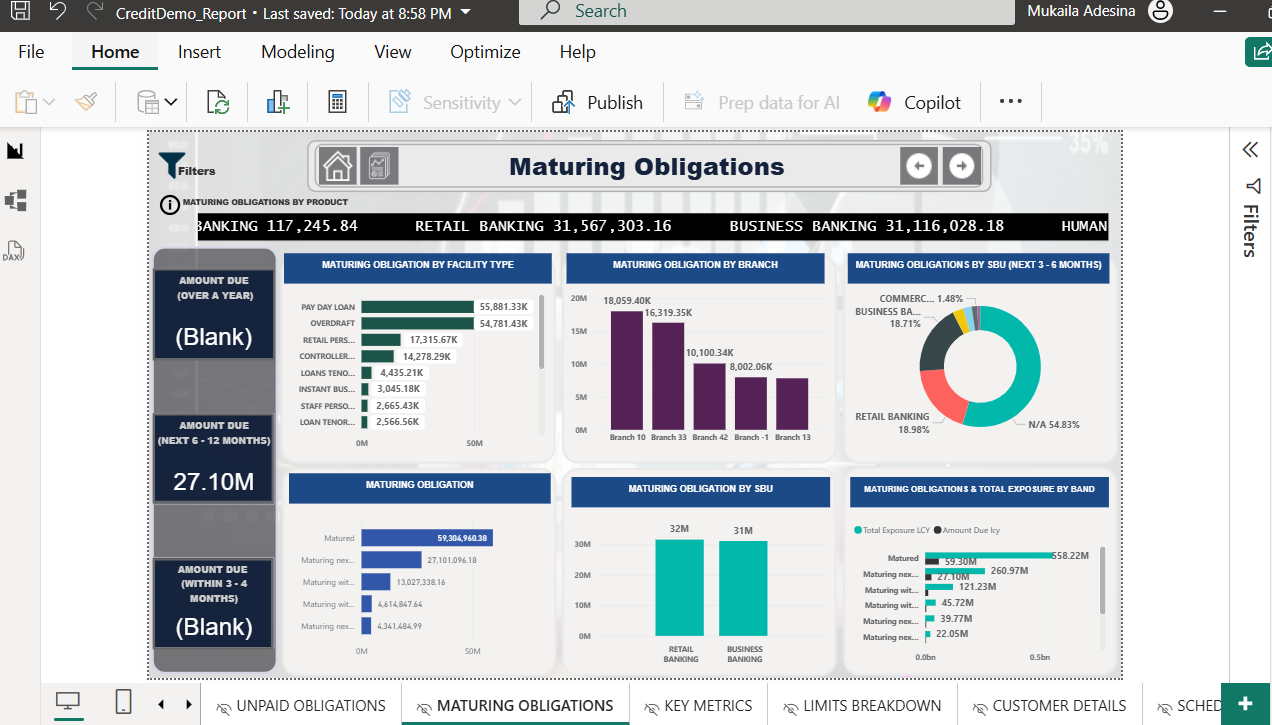 CreditDemo_Report • Last saved: Today at 8:58 PM
Search
Mukaila Adesina
File Home Insert Modeling View Optimize Help
Sensitivity Publish Prep data for AI Copilot
35%
Filters
Maturing Obligations
MATURING OBLIGATIONS BY PRODUCT
BANKING 117,245.84 RETAIL BANKING 31,567,303.16 BUSINESS BANKING 31,116,028.18 HUMAN
AMOUNT DUE
(OVER A YEAR)
(Blank)
AMOUNT DUE
(NEXT 6 - 12 MONTHS)
27.10M
AMOUNT DUE
(WITHIN 3 - 4
MONTHS)
(Blank)
MATURING OBLIGATION BY FACILITY TYPE
PAY DAY LOAN 55,881.33K
OVERDRAFT 54,781.43K
RETAIL PERS... 17,315.67K
CONTROLLER... 14,278.29K
LOANS TENO... 4,435.21K
INSTANT BUS... 3,045.18K
STAFF PERSO... 2,665.43K
LOAN TENOR... 2,566.56K
0M 50M
MATURING OBLIGATION BY BRANCH
20M
15M
10M
5M
0M
18,059.40K
16,319.35K
10,100.34K
8,002.06K
Branch 10 Branch 33 Branch 42 Branch -1 Branch 13
MATURING OBLIGATIONS BY SBU (NEXT 3 - 6 MONTHS)
COMMERC... 1.48%
BUSINESS BA...
18.71%
RETAIL BANKING
18.98%
N/A 54.83%
MATURING OBLIGATION
Matured 59,304,960.38
Maturing nex... 27,101,096.18
Maturing wit... 13,027,338.16
Maturing wit... 4,614,847.64
Maturing nex... 4,341,484.99
0M 50M
MATURING OBLIGATION BY SBU
30M
20M
10M
0M
32M 31M
RETAIL
BANKING
BUSINESS
BANKING
MATURING OBLIGATIONS & TOTAL EXPOSURE BY BAND
Total Exposure LCY Amount Due lcy
Matured 558.22M
59.30M
Maturing nex... 260.97M
27.10M
Maturing wit... 121.23M
Maturing wit... 45.72M
Maturing nex... 39.77M
Maturing nex... 22.05M
0.0bn 0.5bn
Filters
DAX
UNPAID OBLIGATIONS MATURING OBLIGATIONS KEY METRICS LIMITS BREAKDOWN CUSTOMER DETAILS SCHED